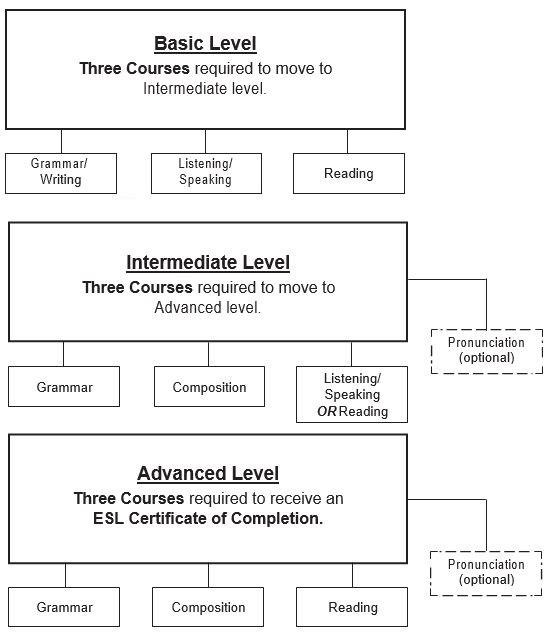 Basic Level
Three Courses required to move to
Intermediate level.
Grammar/
Writing
Listening/
Speaking
Reading
Intermediate Level
Three Courses required to move to
Advanced level.
Pronunciation
(optional)
Grammar
Composition
Listening/
Speaking
OR Reading
Advanced Level
Three Courses required to receive an
ESL Certificate of Completion.
Pronunciation
(optional)
Grammar
Composition
Reading